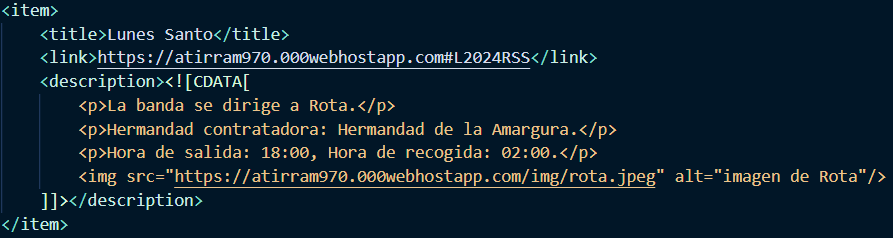 <item>
<title>Lunes Santo</title>
<link>https://atirram970.000webhostapp.com#L2024RSS</link>
<description><![CDATA[
<p>La banda se dirige a Rota.</p>
<p>Hermandad contratadora: Hermandad de la Amargura.</p>
<p>Hora de salida: 18:00, Hora de recogida: 02:00.</p>
<img src="https://atirram970.000webhostapp.com/img/rota.jpeg" alt="imagen de Rota"/>
]]></description>
</item>